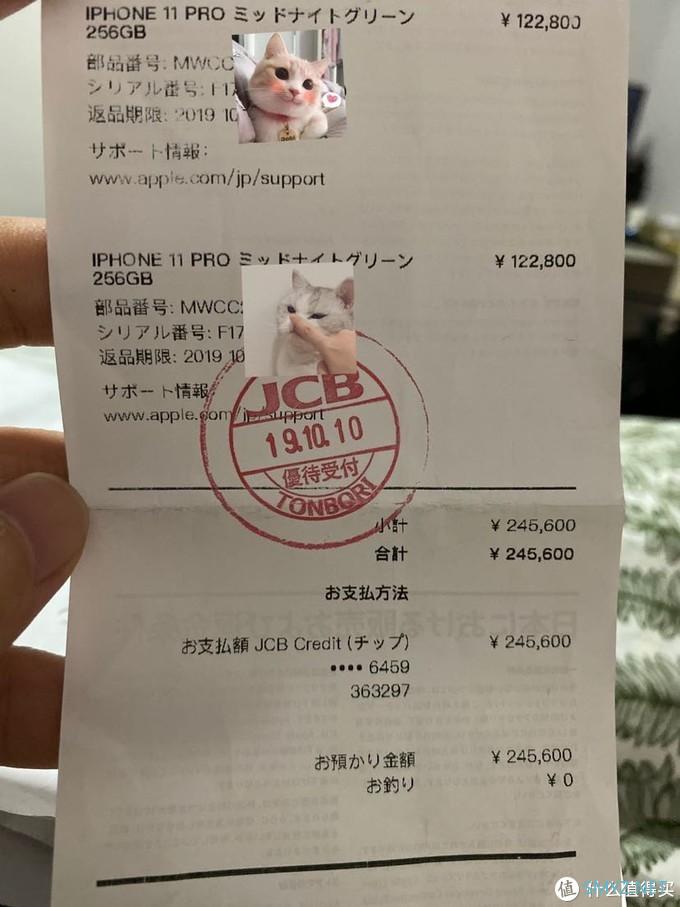 IPHONE 11 PRO ミッドナイトグリーン ¥ 122,800
256GB
部品番号: MWCC
シリアル番号: F17
返品期限: 2019 10
サポート情報:
www.apple.com/jp/support
IPHONE 11 PRO ミッドナイトグリーン ¥ 122,800
256GB
部品番号: MWCC
シリアル番号: F17
返品期限: 2019 10
サポート情報
www.apple.com/jp/support
JCB
19.10.10
優待受付
TONBORI
小計 ¥ 245,600
合計 ¥ 245,600
お支払方法
お支払額 JCB Credit (チップ) ¥ 245,600
•••• 6459
363297
お預かり金額 ¥ 245,600
お釣り ¥ 0
值 什么值得买